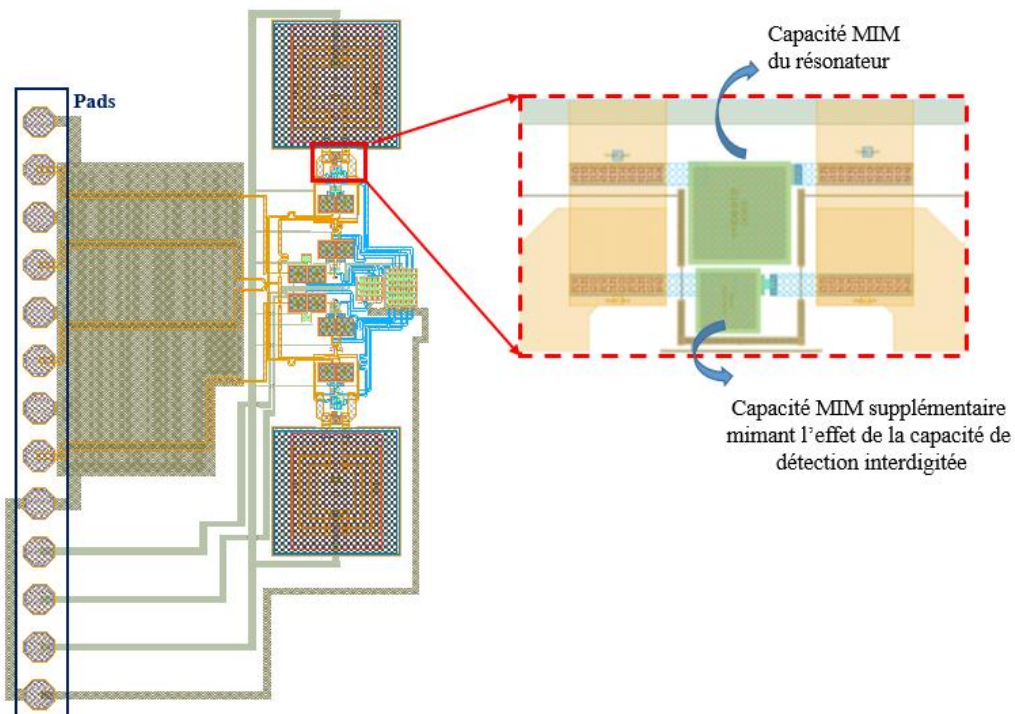 Capacité MIM
du résonateur
Pads
Capacité MIM supplémentaire
mimant l'effet de la capacité de
détection interdigitée